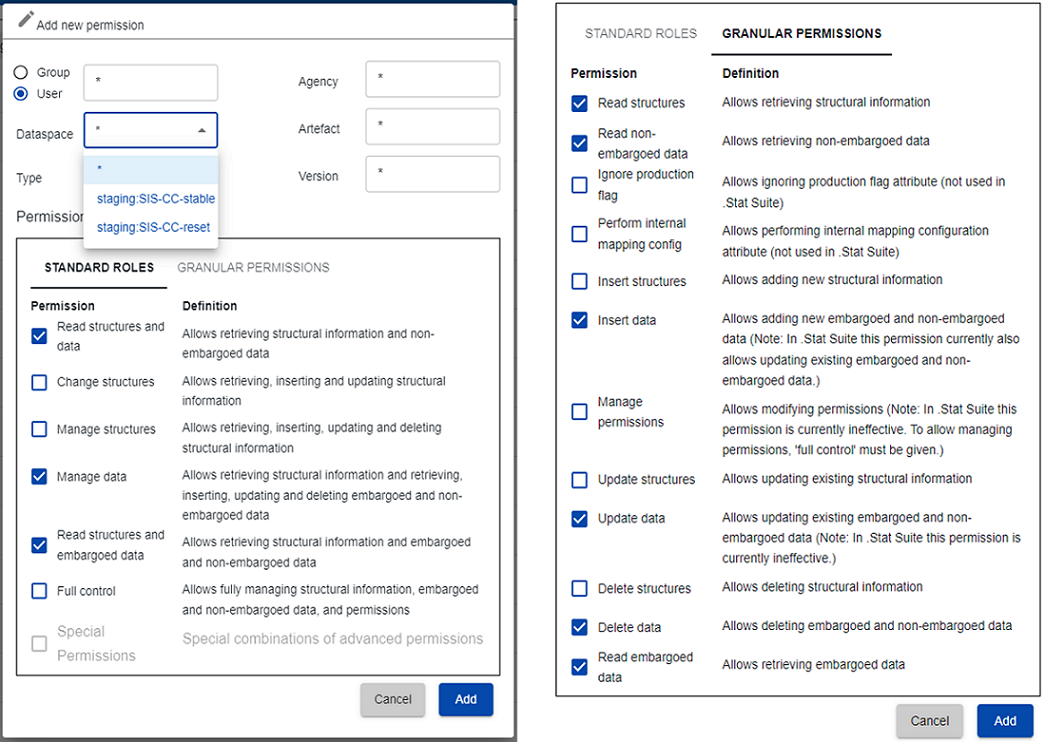 Add new permission
Group
User
*
Agency
*
Dataspace
*
Artefact
*
Type
*
staging:SIS-CC-stable
staging:SIS-CC-reset
Version
*
Permission
STANDARD ROLES
GRANULAR PERMISSIONS
Permission
Definition
Read structures and
data
Allows retrieving structural information and non-
embargoed data
Change structures
Allows retrieving, inserting and updating structural
information
Manage structures
Allows retrieving, inserting, updating and deleting
structural information
Manage data
Allows retrieving structural information and retrieving,
inserting, updating and deleting embargoed and non-
embargoed data
Read structures and
embargoed data
Allows retrieving structural information and embargoed
and non-embargoed data
Full control
Allows fully managing structural information, embargoed
and non-embargoed data, and permissions
Special
Permissions
Special combinations of advanced permissions
Cancel
Add
STANDARD ROLES
GRANULAR PERMISSIONS
Permission
Definition
Read structures
Allows retrieving structural information
Read non-
embargoed data
Allows retrieving non-embargoed data
Ignore production
flag
Allows ignoring production flag attribute (not used in
.Stat Suite)
Perform internal
mapping config
Allows performing internal mapping configuration
attribute (not used in .Stat Suite)
Insert structures
Allows adding new structural information
Insert data
Allows adding new embargoed and non-embargoed
data (Note: In .Stat Suite this permission currently also
allows updating existing embargoed and non-
embargoed data.)
Manage
permissions
Allows modifying permissions (Note: In .Stat Suite this
permission is currently ineffective. To allow managing
permissions, 'full control' must be given.)
Update structures
Allows updating existing structural information
Update data
Allows updating existing embargoed and non-
embargoed data (Note: In .Stat Suite this permission is
currently ineffective.)
Delete structures
Allows deleting structural information
Delete data
Allows deleting embargoed and non-embargoed data
Read embargoed
data
Allows retrieving embargoed data
Cancel
Add